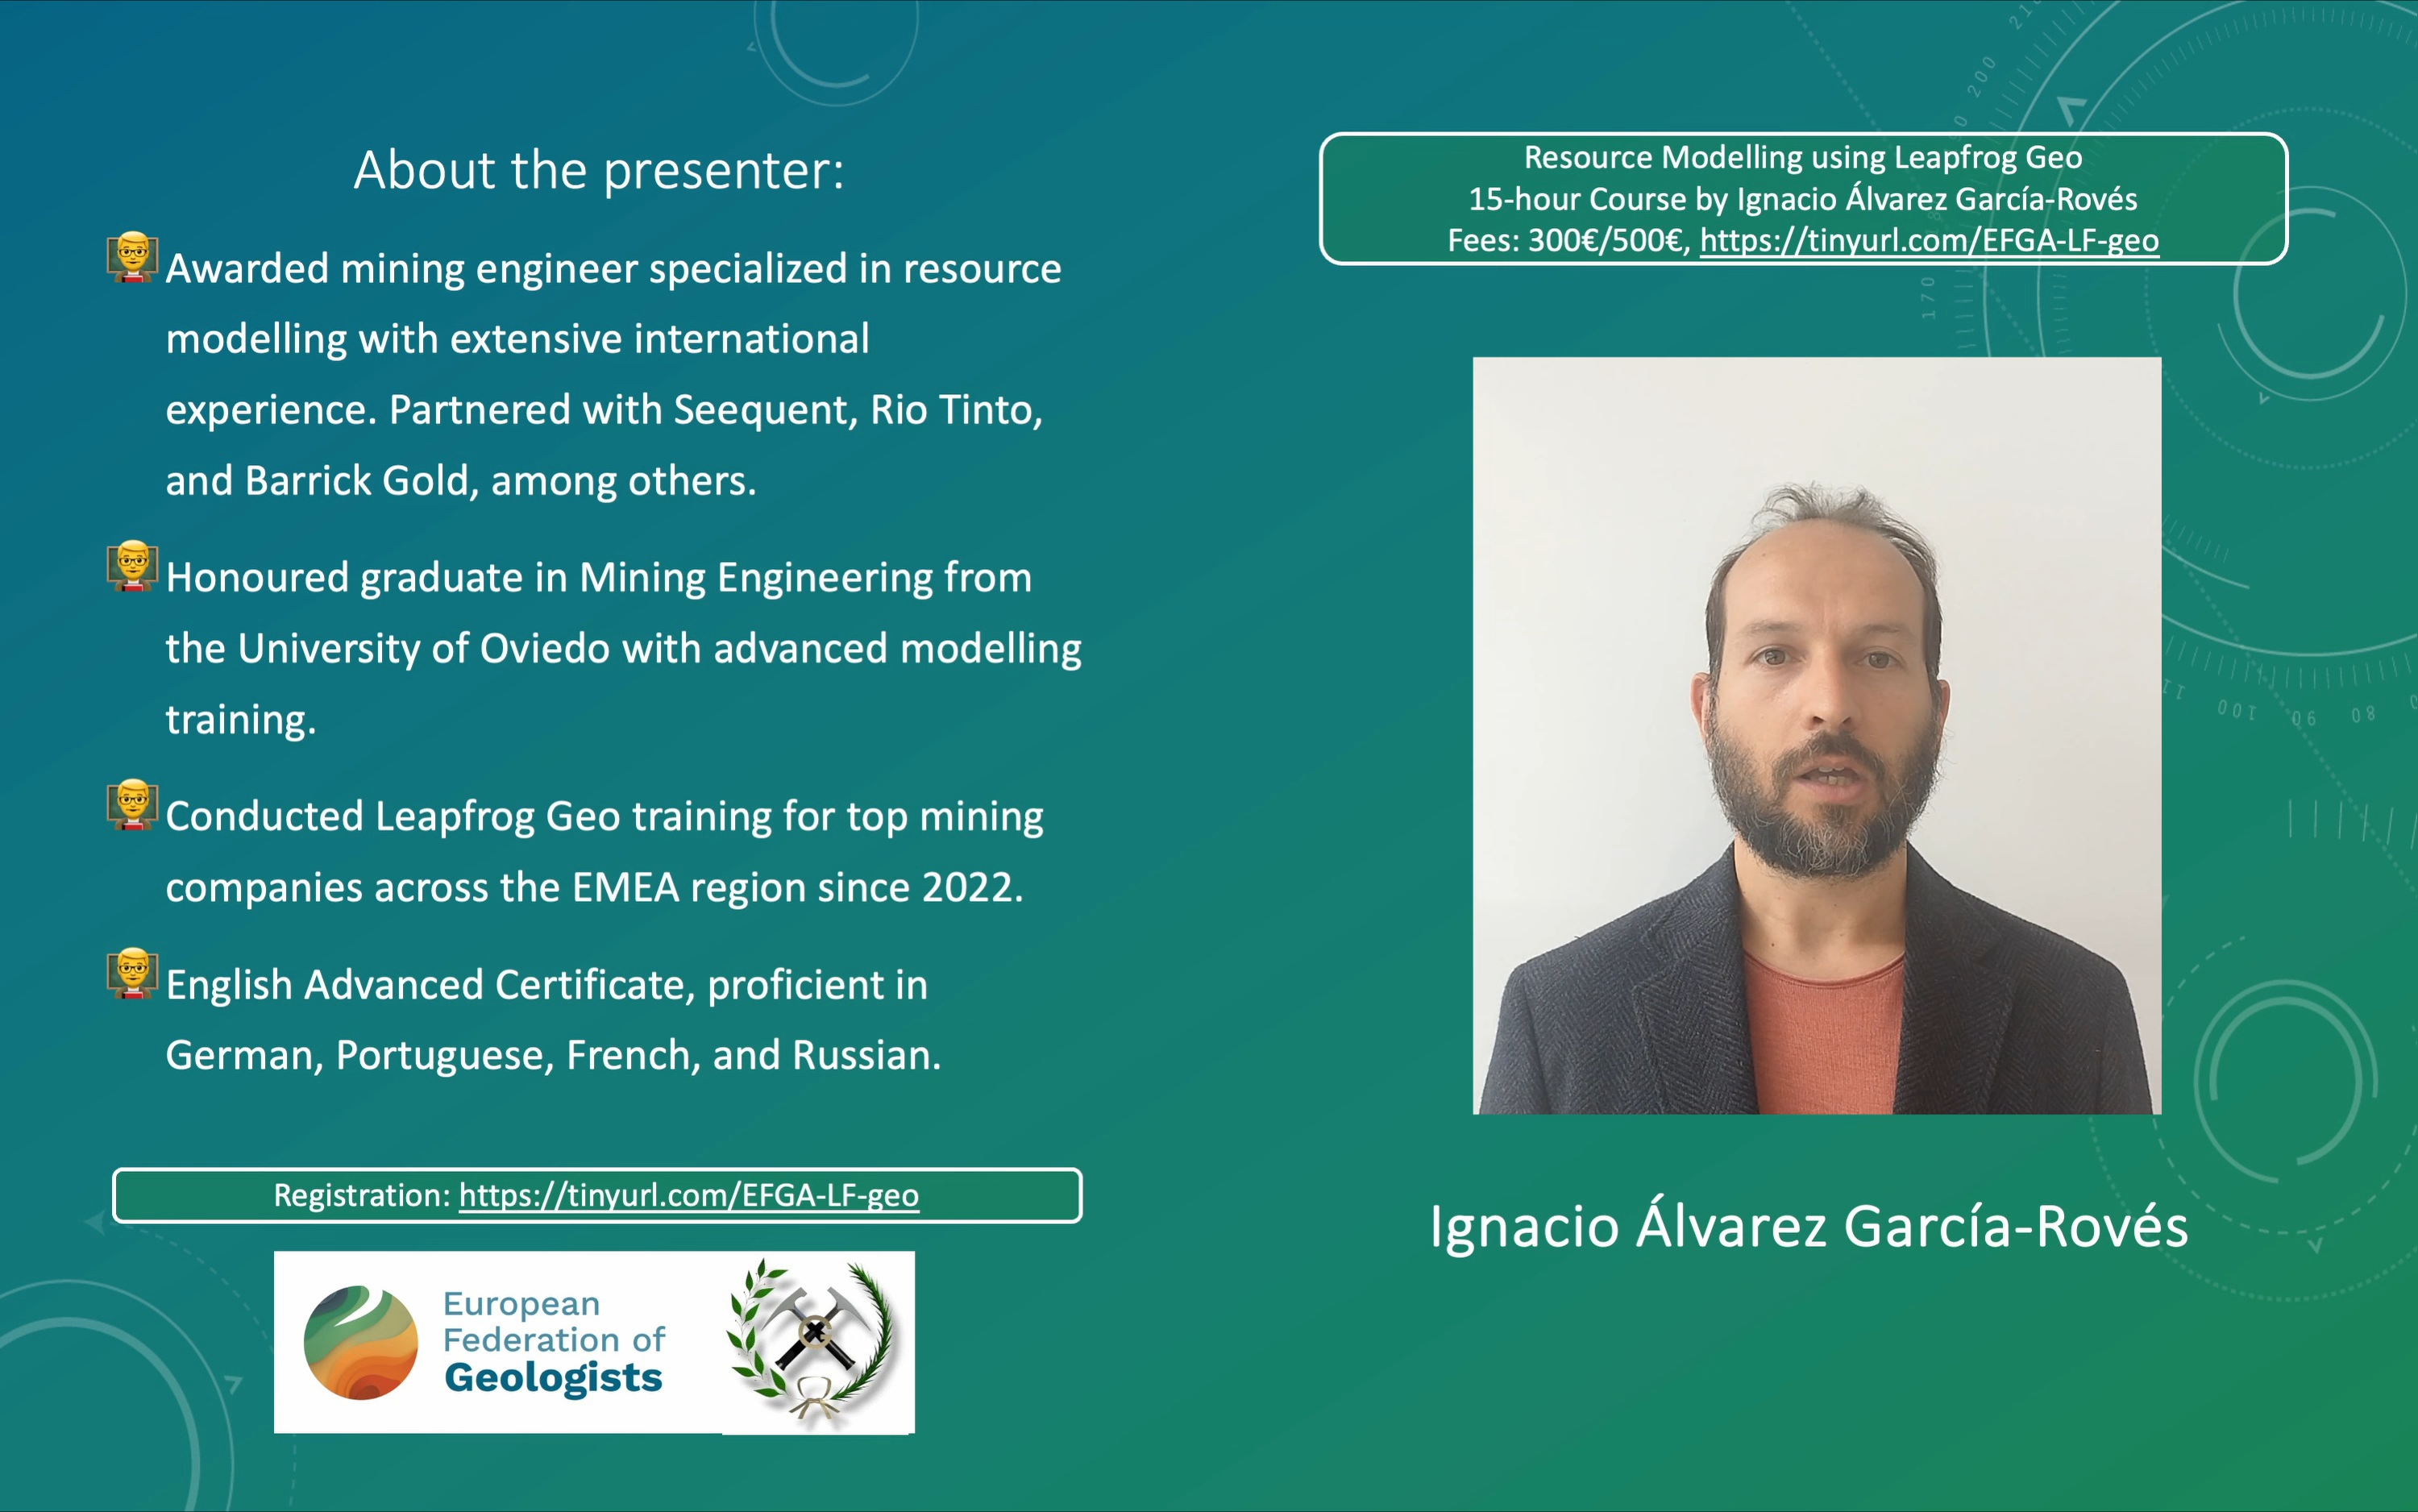 About the presenter:
Awarded mining engineer specialized in resource
modelling with extensive international
experience. Partnered with Seequent, Rio Tinto,
and Barrick Gold, among others.
Honoured graduate in Mining Engineering from
the University of Oviedo with advanced modelling
training.
Conducted Leapfrog Geo training for top mining
companies across the EMEA region since 2022.
English Advanced Certificate, proficient in
German, Portuguese, French, and Russian.
Registration: https://tinyurl.com/EFGA-LF-geo
European
Federation of
Geologists
Resource Modelling using Leapfrog Geo
15-hour Course by Ignacio Álvarez García-Rovés
Fees: 300€/500€, https://tinyurl.com/EFGA-LF-geo
Ignacio Álvarez García-Rovés
200
170
100
90
80